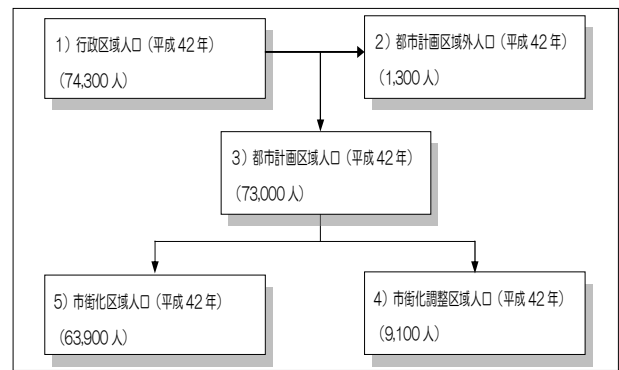 1）行政区域人口（平成42年）
（74,300人）
2）都市計画区域外人口（平成42年）
（1,300人）
3）都市計画区域人口（平成42年）
（73,000人）
5）市街化区域人口（平成42年）
（63,900人）
4）市街化調整区域人口（平成42年）
（9,100人）